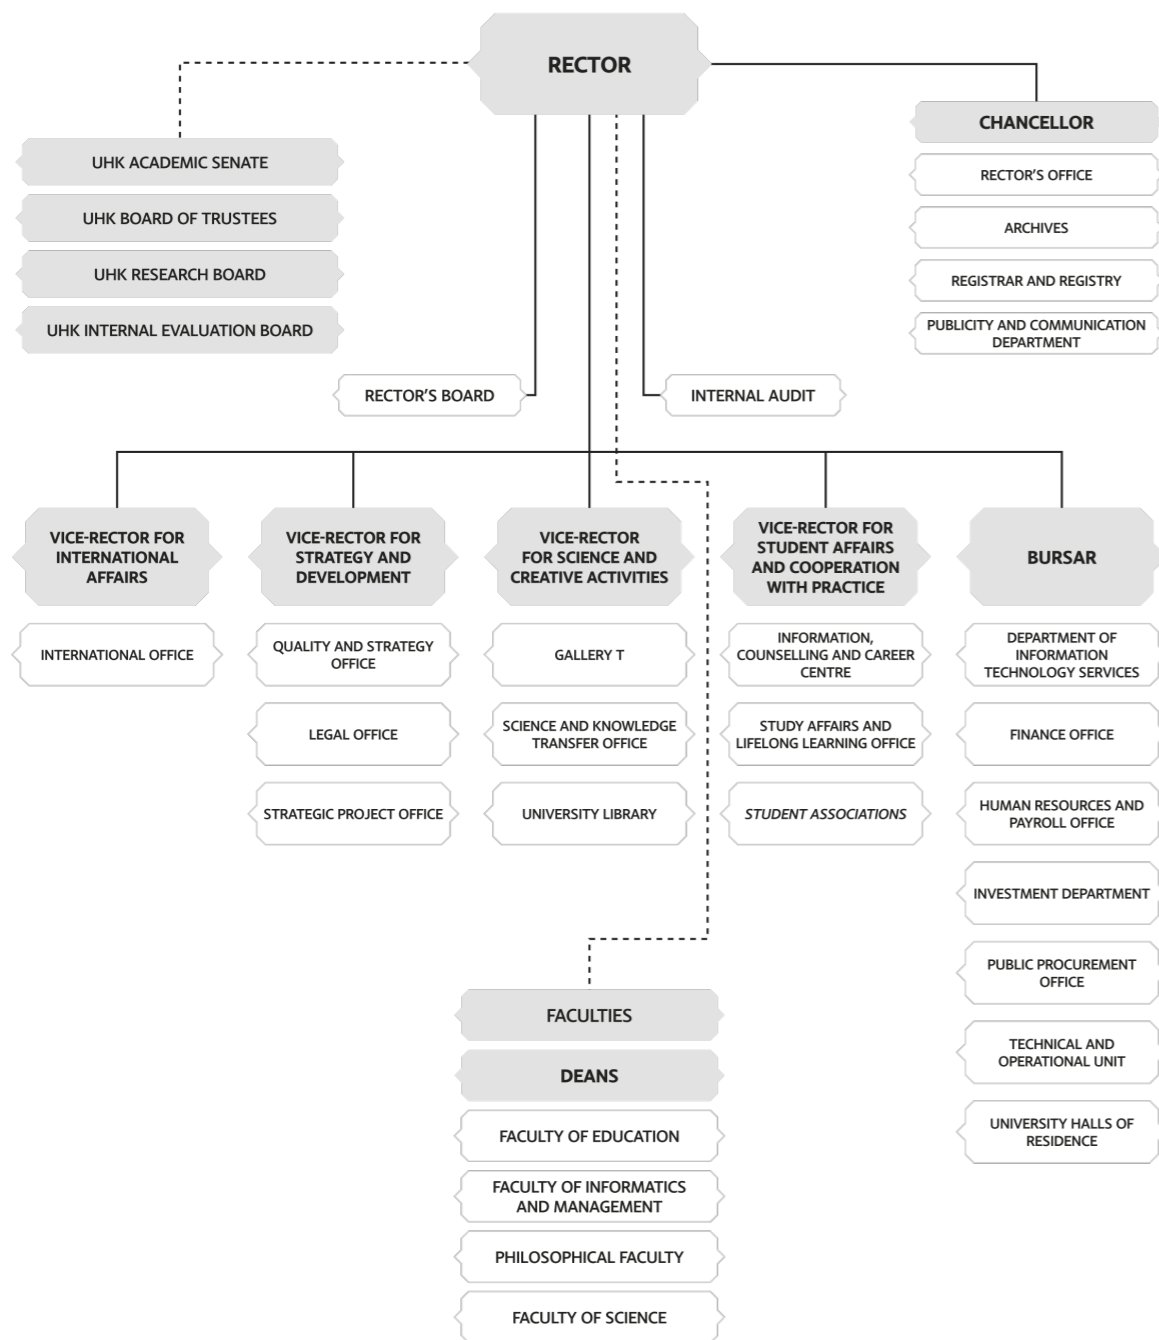 RECTOR
CHANCELLOR
RECTOR'S OFFICE
ARCHIVES
REGISTRAR AND REGISTRY
PUBLICITY AND COMMUNICATION
DEPARTMENT
UHK ACADEMIC SENATE
UHK BOARD OF TRUSTEES
UHK RESEARCH BOARD
UHK INTERNAL EVALUATION BOARD
RECTOR'S BOARD
INTERNAL AUDIT
VICE-RECTOR FOR
INTERNATIONAL
AFFAIRS
INTERNATIONAL OFFICE
VICE-RECTOR FOR
STRATEGY AND
DEVELOPMENT
QUALITY AND STRATEGY
OFFICE
LEGAL OFFICE
STRATEGIC PROJECT OFFICE
VICE-RECTOR
FOR SCIENCE AND
CREATIVE ACTIVITIES
GALLERY T
SCIENCE AND KNOWLEDGE
TRANSFER OFFICE
UNIVERSITY LIBRARY
VICE-RECTOR FOR
STUDENT AFFAIRS
AND COOPERATION
WITH PRACTICE
INFORMATION,
COUNSELLING AND CAREER
CENTRE
STUDY AFFAIRS AND
LIFELONG LEARNING OFFICE
STUDENT ASSOCIATIONS
BURSAR
DEPARTMENT OF
INFORMATION
TECHNOLOGY SERVICES
FINANCE OFFICE
HUMAN RESOURCES AND
PAYROLL OFFICE
INVESTMENT DEPARTMENT
PUBLIC PROCUREMENT
OFFICE
TECHNICAL AND
OPERATIONAL UNIT
UNIVERSITY HALLS OF
RESIDENCE
FACULTIES
DEANS
FACULTY OF EDUCATION
FACULTY OF INFORMATICS
AND MANAGEMENT
PHILOSOPHICAL FACULTY
FACULTY OF SCIENCE